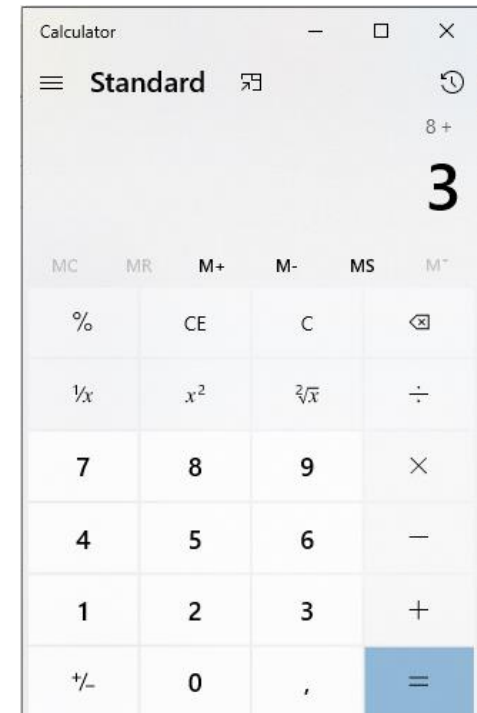 Calculator
Standard
8 +
3
MC MR M+ M- MS M˅
% CE C
¹/x x² ²√x ÷
7 8 9 ×
4 5 6 −
1 2 3 +
+/− 0 , =